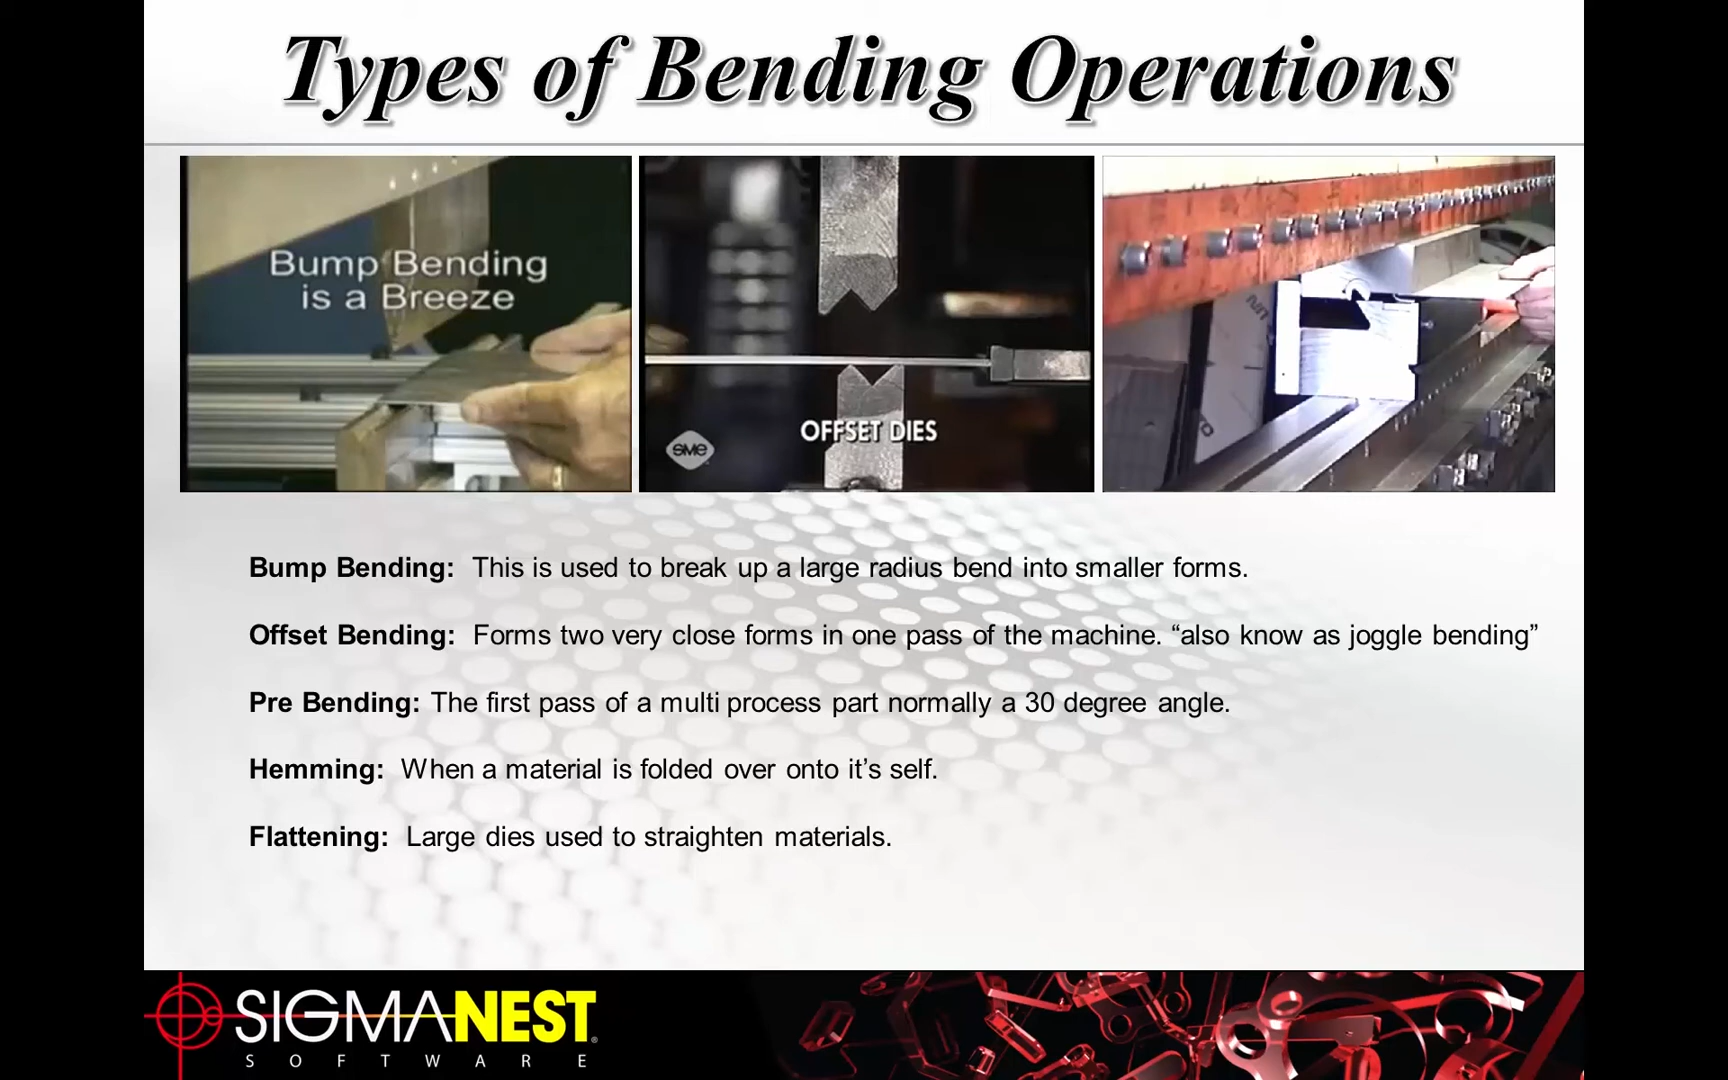 Types of Bending Operations
Bump Bending
is a Breeze
OFFSET DIES
sme
Bump Bending: This is used to break up a large radius bend into smaller forms.
Offset Bending: Forms two very close forms in one pass of the machine. “also know as joggle bending”
Pre Bending: The first pass of a multi process part normally a 30 degree angle.
Hemming: When a material is folded over onto it’s self.
Flattening: Large dies used to straighten materials.
SIGMANEST®
SOFTWARE